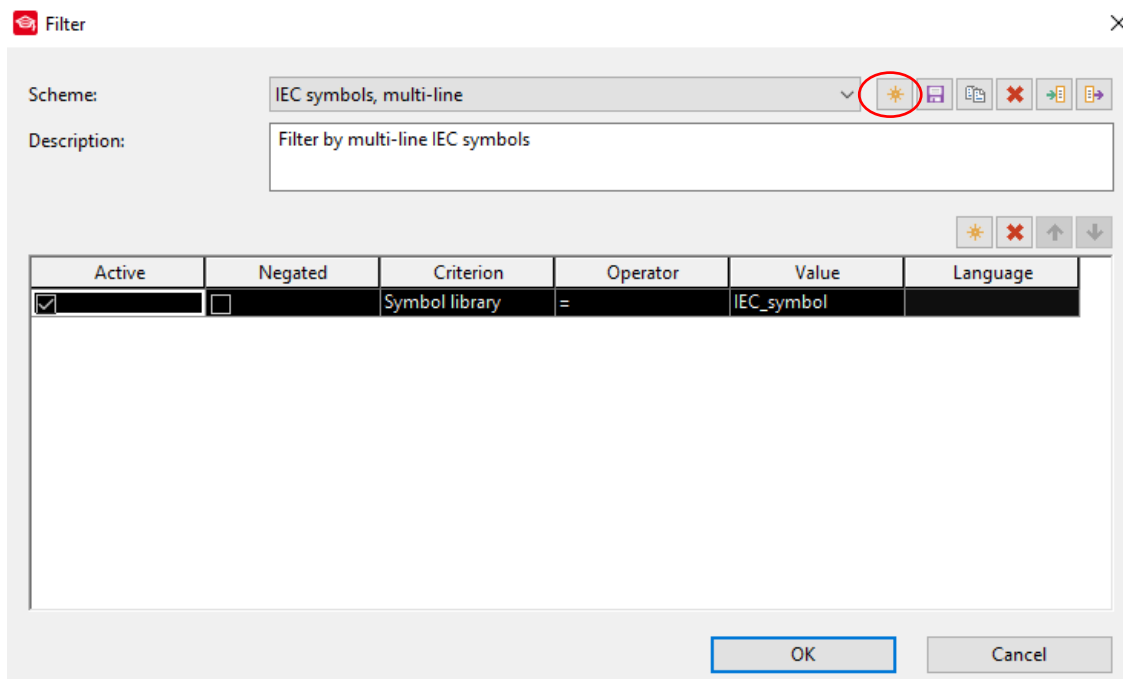 Filter
Scheme: IEC symbols, multi-line
Description: Filter by multi-line IEC symbols
Active Negated Criterion Operator Value Language
Symbol library = IEC_symbol
OK Cancel